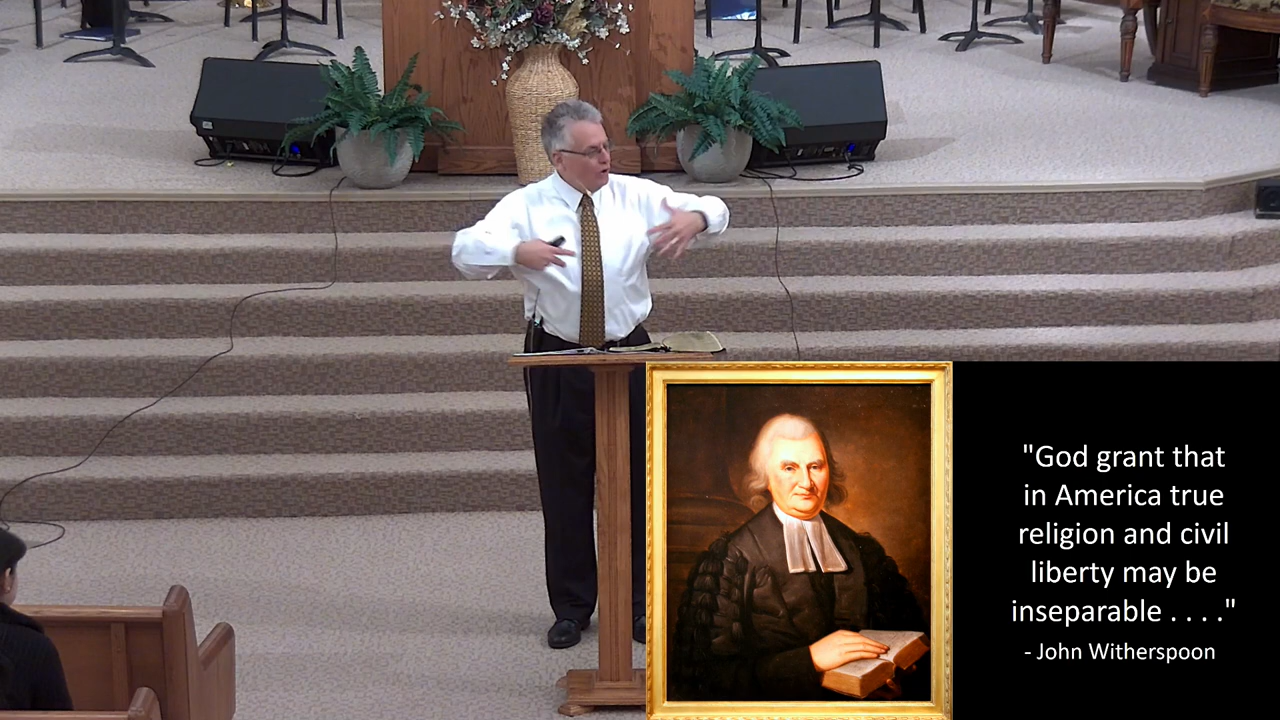 "God grant that
in America true
religion and civil
liberty may be
inseparable . . . ."
- John Witherspoon